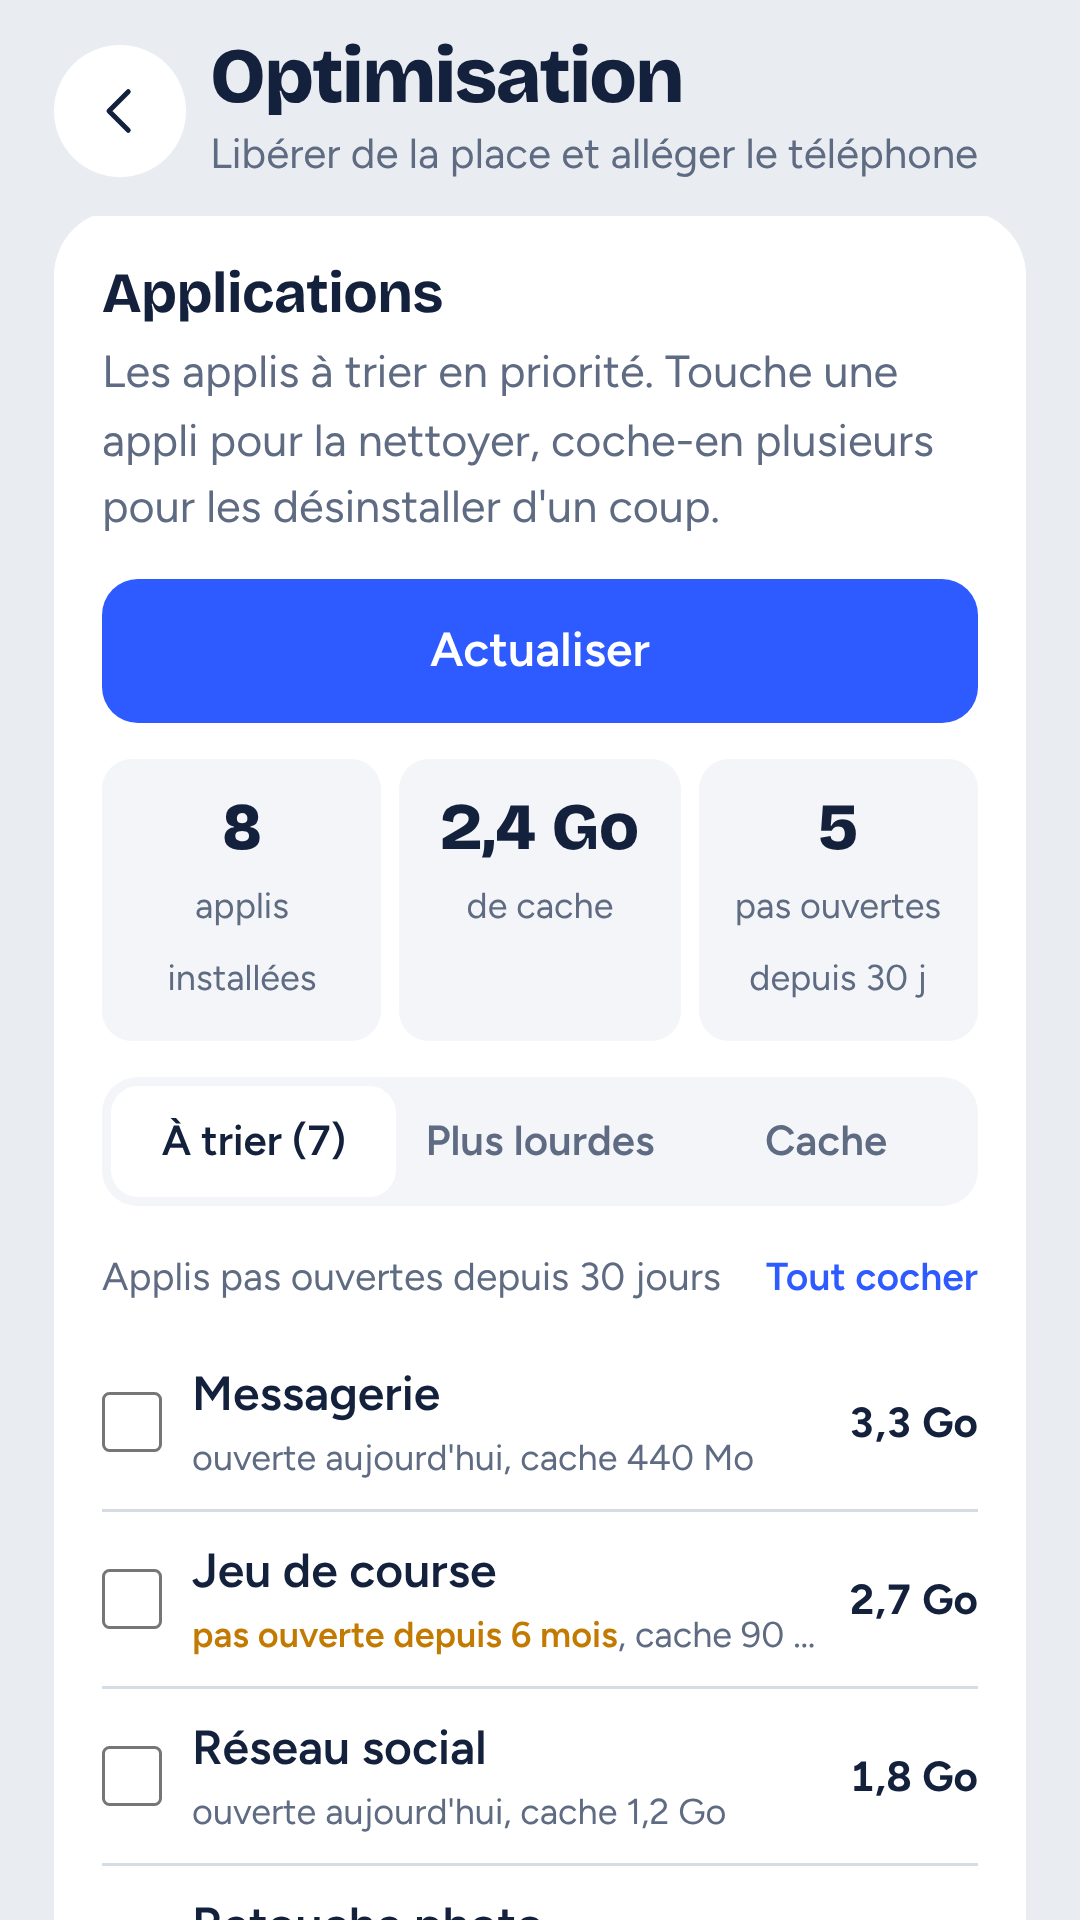 Optimisation
Libérer de la place et alléger le téléphone
Applications
Les applis à trier en priorité. Touche une
appli pour la nettoyer, coche-en plusieurs
pour les désinstaller d'un coup.
Actualiser
8
applis
installées
2,4 Go
de cache
5
pas ouvertes
depuis 30 j
À trier (7)
Plus lourdes
Cache
Applis pas ouvertes depuis 30 jours
Tout cocher
Messagerie
ouverte aujourd'hui, cache 440 Mo
3,3 Go
Jeu de course
pas ouverte depuis 6 mois, cache 90 ...
2,7 Go
Réseau social
ouverte aujourd'hui, cache 1,2 Go
1,8 Go
Retouche photo